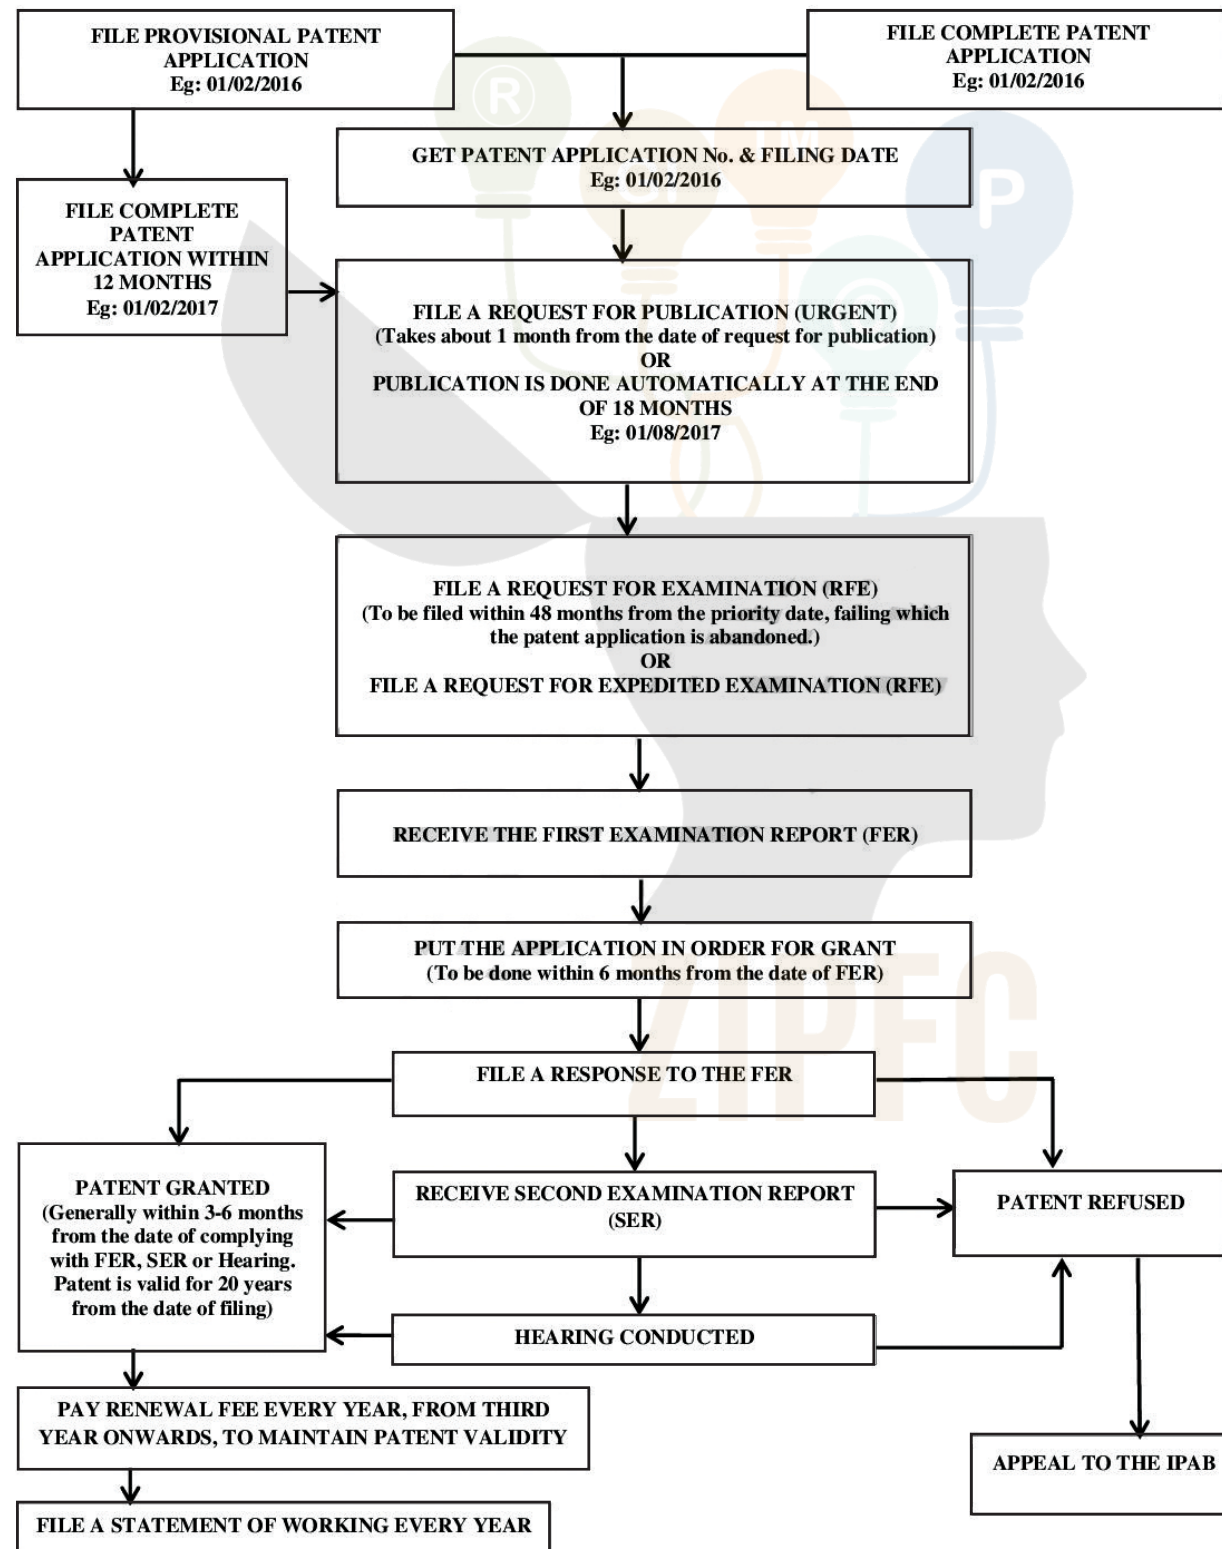 FILE PROVISIONAL PATENT
APPLICATION
Eg: 01/02/2016
FILE COMPLETE PATENT
APPLICATION
Eg: 01/02/2016
GET PATENT APPLICATION No. & FILING DATE
Eg: 01/02/2016
FILE COMPLETE
PATENT
APPLICATION WITHIN
12 MONTHS
Eg: 01/02/2017
FILE A REQUEST FOR PUBLICATION (URGENT)
(Takes about 1 month from the date of request for publication)
OR
PUBLICATION IS DONE AUTOMATICALLY AT THE END
OF 18 MONTHS
Eg: 01/08/2017
FILE A REQUEST FOR EXAMINATION (RFE)
(To be filed within 48 months from the priority date, failing which
the patent application is abandoned.)
OR
FILE A REQUEST FOR EXPEDITED EXAMINATION (RFE)
RECEIVE THE FIRST EXAMINATION REPORT (FER)
PUT THE APPLICATION IN ORDER FOR GRANT
(To be done within 6 months from the date of FER)
FILE A RESPONSE TO THE FER
PATENT GRANTED
(Generally within 3-6 months
from the date of complying
with FER, SER or Hearing.
Patent is valid for 20 years
from the date of filing)
RECEIVE SECOND EXAMINATION REPORT
(SER)
PATENT REFUSED
HEARING CONDUCTED
PAY RENEWAL FEE EVERY YEAR, FROM THIRD
YEAR ONWARDS, TO MAINTAIN PATENT VALIDITY
APPEAL TO THE IPAB
FILE A STATEMENT OF WORKING EVERY YEAR
R
TM
P
ZIPFC